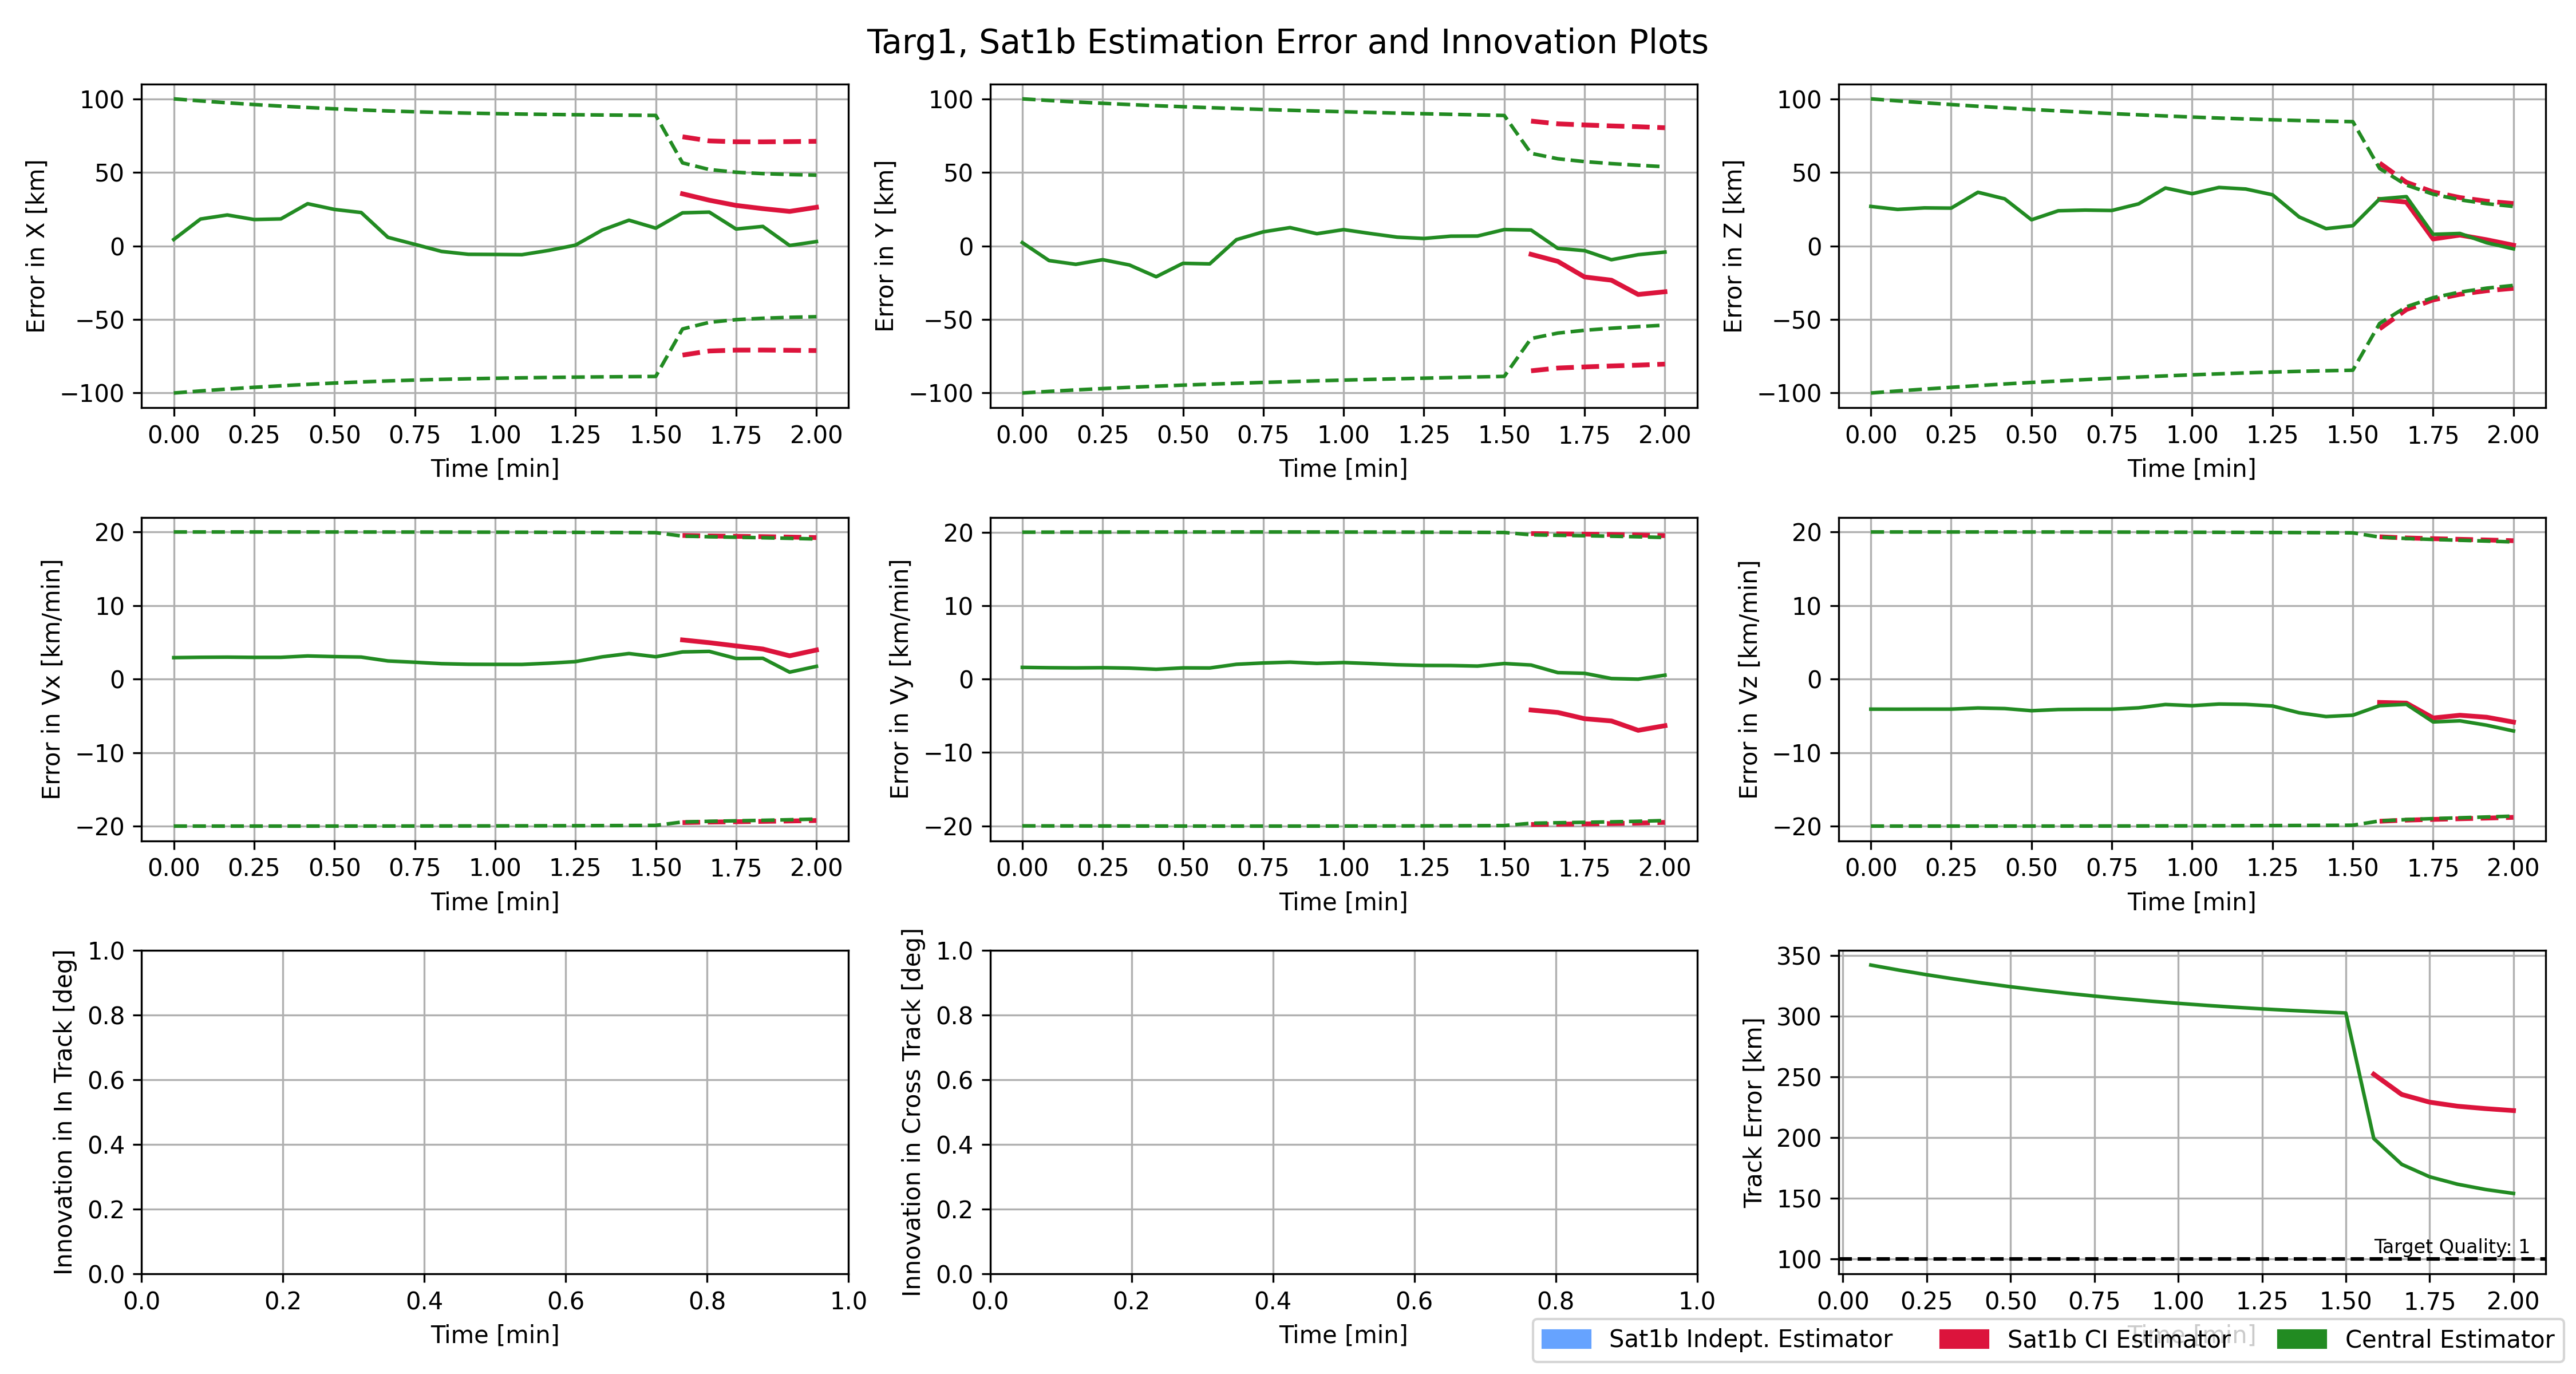 Targ1, Sat1b Estimation Error and Innovation Plots
Error in X [km]
100
50
0
−50
−100
0.00 0.25 0.50 0.75 1.00 1.25 1.50 1.75 2.00
Time [min]
Error in Y [km]
100
50
0
−50
−100
0.00 0.25 0.50 0.75 1.00 1.25 1.50 1.75 2.00
Time [min]
Error in Z [km]
100
50
0
−50
−100
0.00 0.25 0.50 0.75 1.00 1.25 1.50 1.75 2.00
Time [min]
Error in Vx [km/min]
20
10
0
−10
−20
0.00 0.25 0.50 0.75 1.00 1.25 1.50 1.75 2.00
Time [min]
Error in Vy [km/min]
20
10
0
−10
−20
0.00 0.25 0.50 0.75 1.00 1.25 1.50 1.75 2.00
Time [min]
Error in Vz [km/min]
20
10
0
−10
−20
0.00 0.25 0.50 0.75 1.00 1.25 1.50 1.75 2.00
Time [min]
Innovation in In Track [deg]
1.0
0.8
0.6
0.4
0.2
0.0
0.0 0.2 0.4 0.6 0.8 1.0
Time [min]
Innovation in Cross Track [deg]
1.0
0.8
0.6
0.4
0.2
0.0
0.0 0.2 0.4 0.6 0.8 1.0
Time [min]
Track Error [km]
350
300
250
200
150
100
Target Quality: 1
0.00 0.25 0.50 0.75 1.00 1.25 1.50 1.75 2.00
Time [min]
Sat1b Indept. Estimator Sat1b CI Estimator Central Estimator